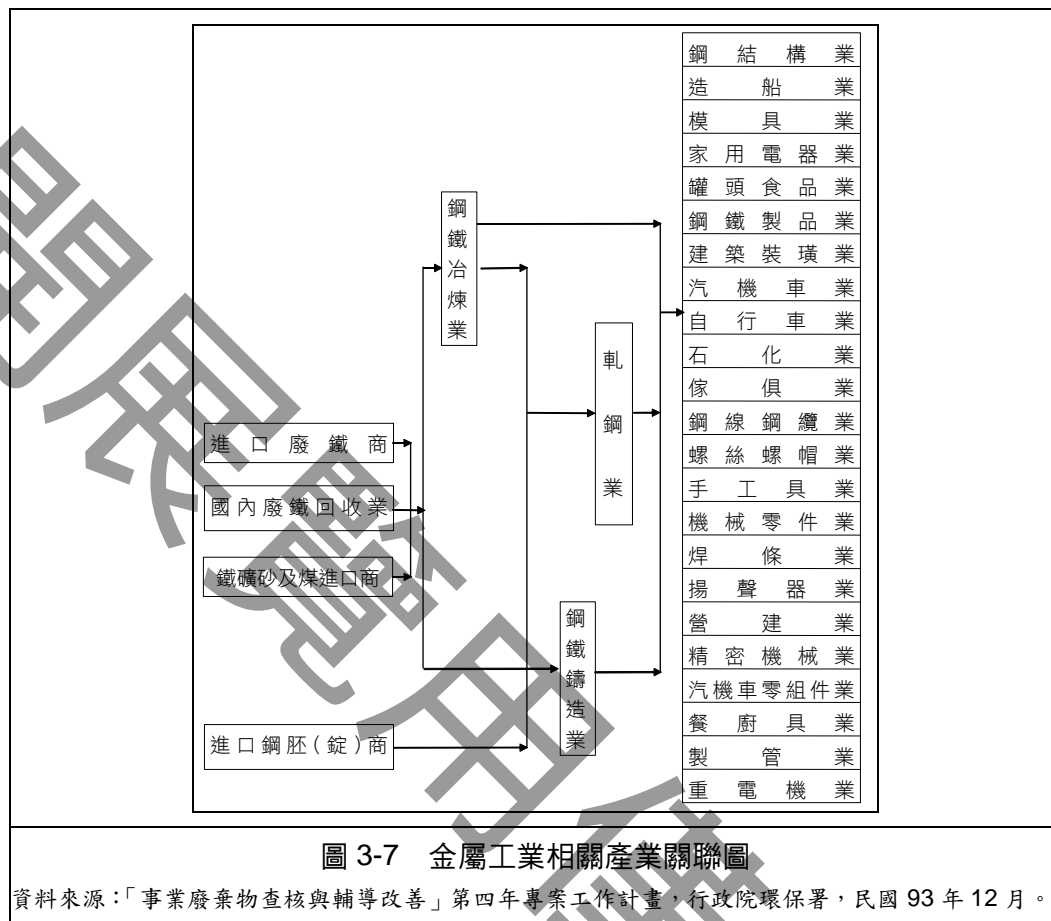 進口廢鐵商
國內廢鐵回收業
鐵礦砂及煤進口商
進口鋼胚(錠)商
鋼鐵冶煉業
軋鋼業
鋼鐵鑄造業
鋼結構業
造船業
模具業
家用電器業
罐頭食品業
鋼鐵製品業
建築裝璜業
汽機車業
自行車業
石化業
傢俱業
鋼線鋼纜業
螺絲螺帽業
手工具業
機械零件業
焊條業
揚聲器業
營建業
精密機械業
汽機車零組件業
餐廚具業
製管業
重電機業
圖 3-7 金屬工業相關產業關聯圖
資料來源:「事業廢棄物查核與輔導改善」第四年專案工作計畫,行政院環保署,民國 93 年 12 月。
開展覽用